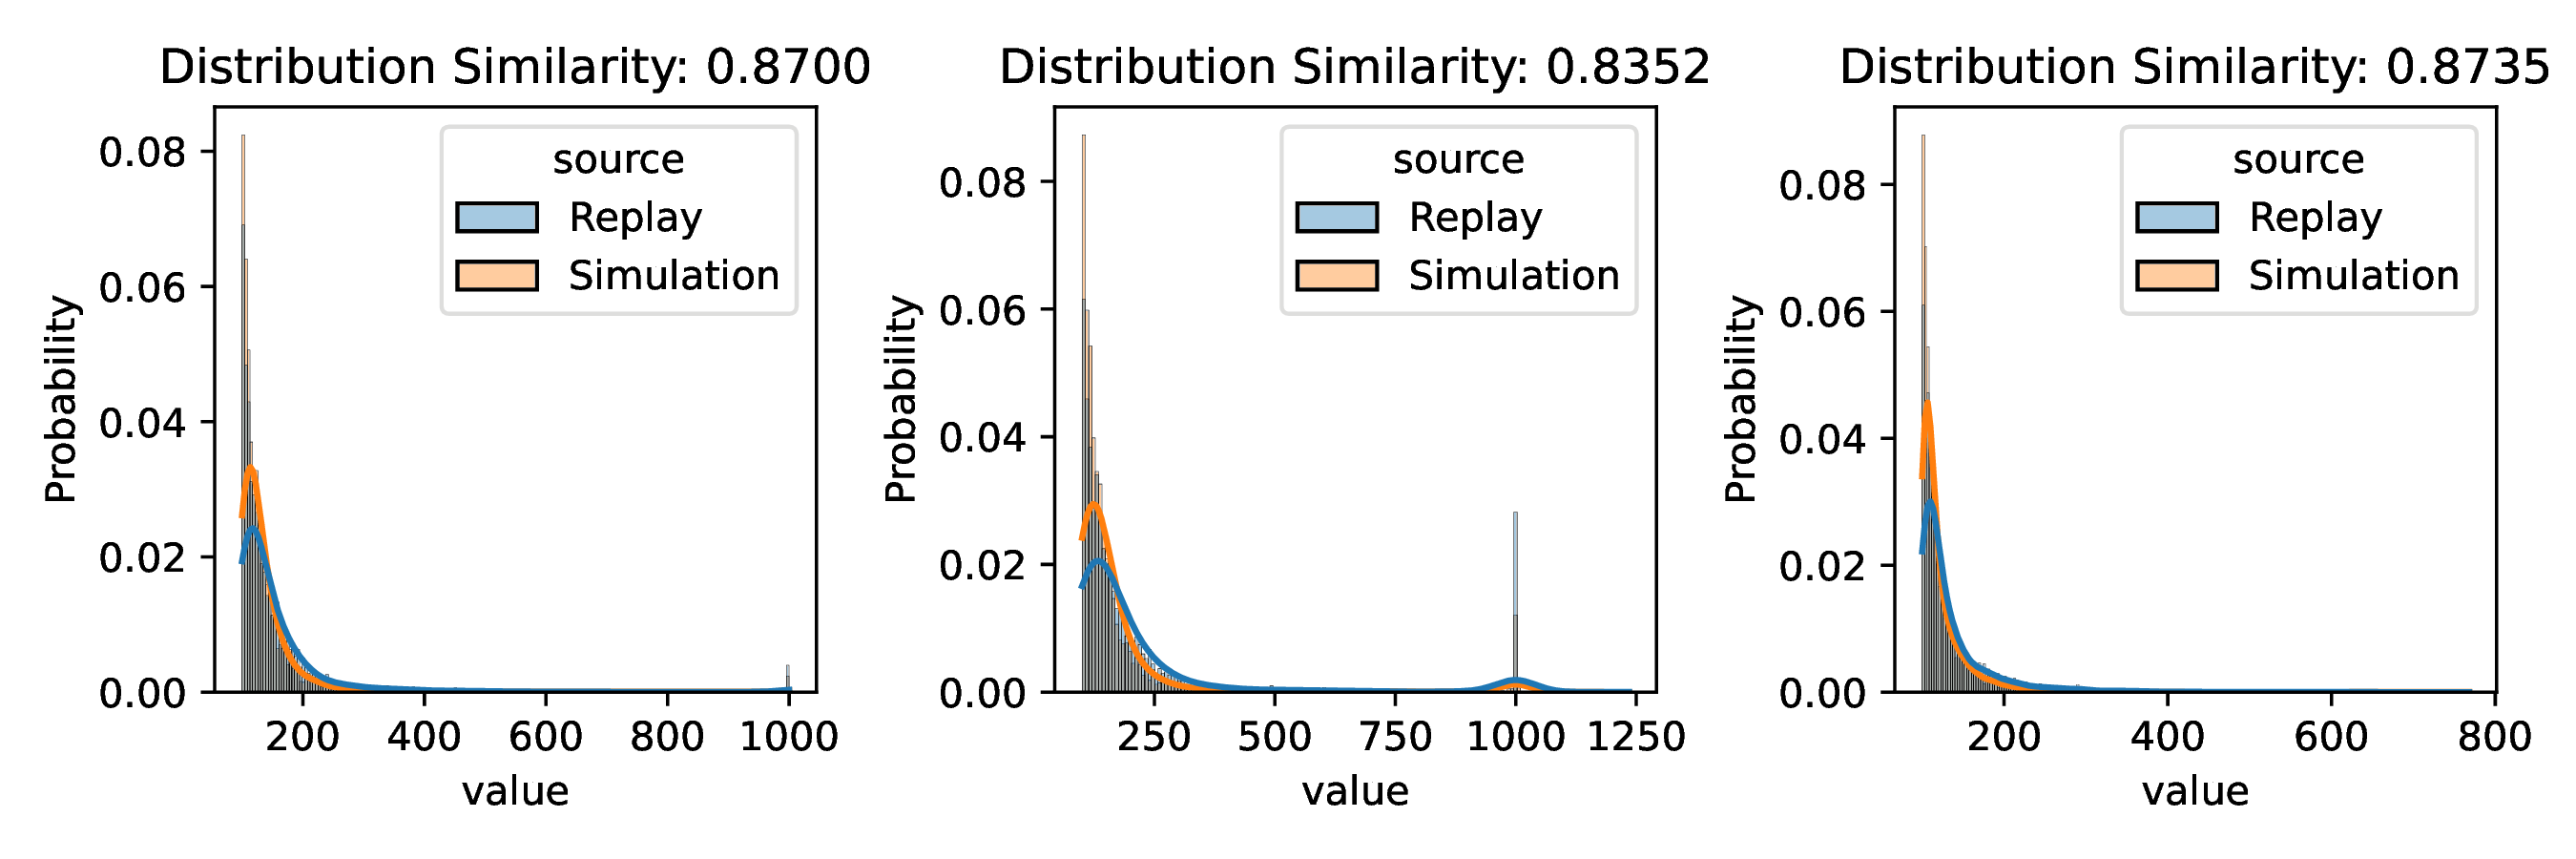 Distribution Similarity: 0.8700
0.08
0.06
0.04
0.02
0.00
Probability
source
Replay
Simulation
200 400 600 800 1000
value
Distribution Similarity: 0.8352
0.08
0.06
0.04
0.02
0.00
Probability
source
Replay
Simulation
250 500 750 1000 1250
value
Distribution Similarity: 0.8735
0.08
0.06
0.04
0.02
0.00
Probability
source
Replay
Simulation
200 400 600 800
value